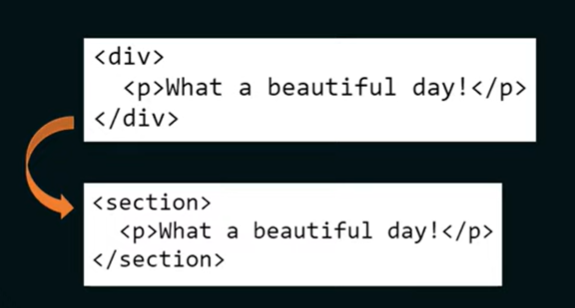 <div>
  <p>What a beautiful day!</p>
</div>
<section>
  <p>What a beautiful day!</p>
</section>